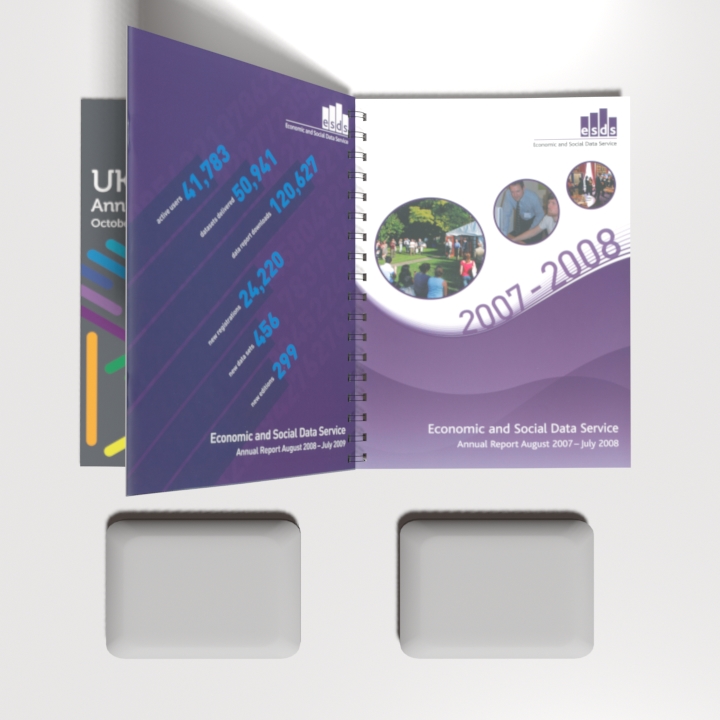 UK
Ann
Octobe
esds
Economic and Social Data Service
active users 41,783
datasets delivered 50,941
data report downloads 120,627
new registrations 24,220
new data sets 456
new editions 299
Economic and Social Data Service
Annual Report August 2008 – July 2009
esds
Economic and Social Data Service
2007 - 2008
Economic and Social Data Service
Annual Report August 2007 – July 2008